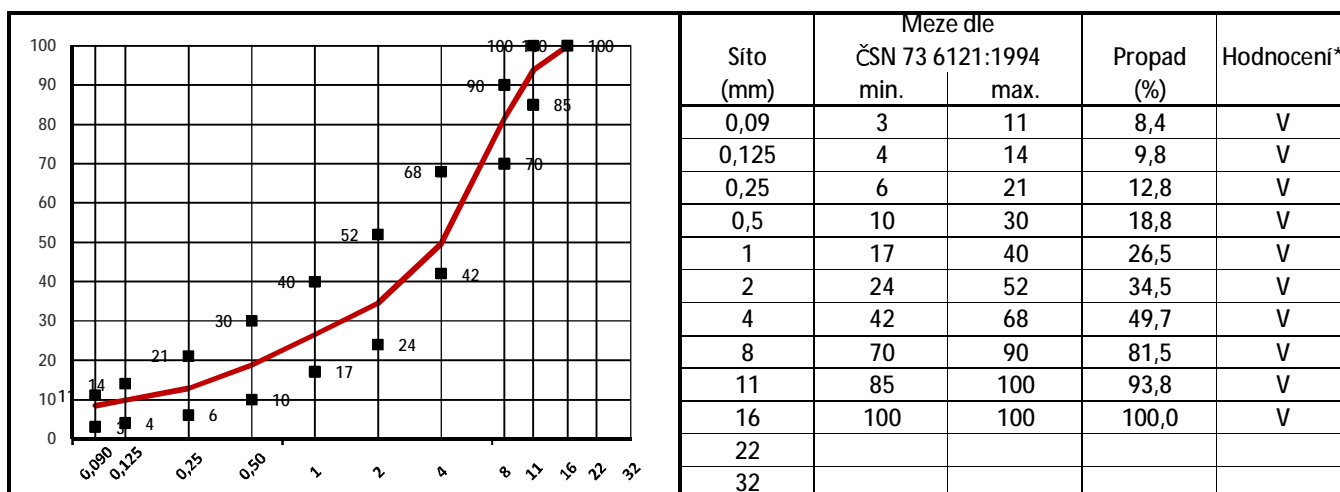 100
90
80
70
60
50
40
30
20
10
0
100 100 100
90
85
70
68
52
42
40
30
24
21
17
14
11
10
6
4
3
0,090 0,125 0,25 0,50 1 2 4 8 11 16 22 32
Meze dle
Síto ČSN 73 6121:1994 Propad Hodnocení*
(mm) min. max. (%)
0,09 3 11 8,4 V
0,125 4 14 9,8 V
0,25 6 21 12,8 V
0,5 10 30 18,8 V
1 17 40 26,5 V
2 24 52 34,5 V
4 42 68 49,7 V
8 70 90 81,5 V
11 85 100 93,8 V
16 100 100 100,0 V
22
32